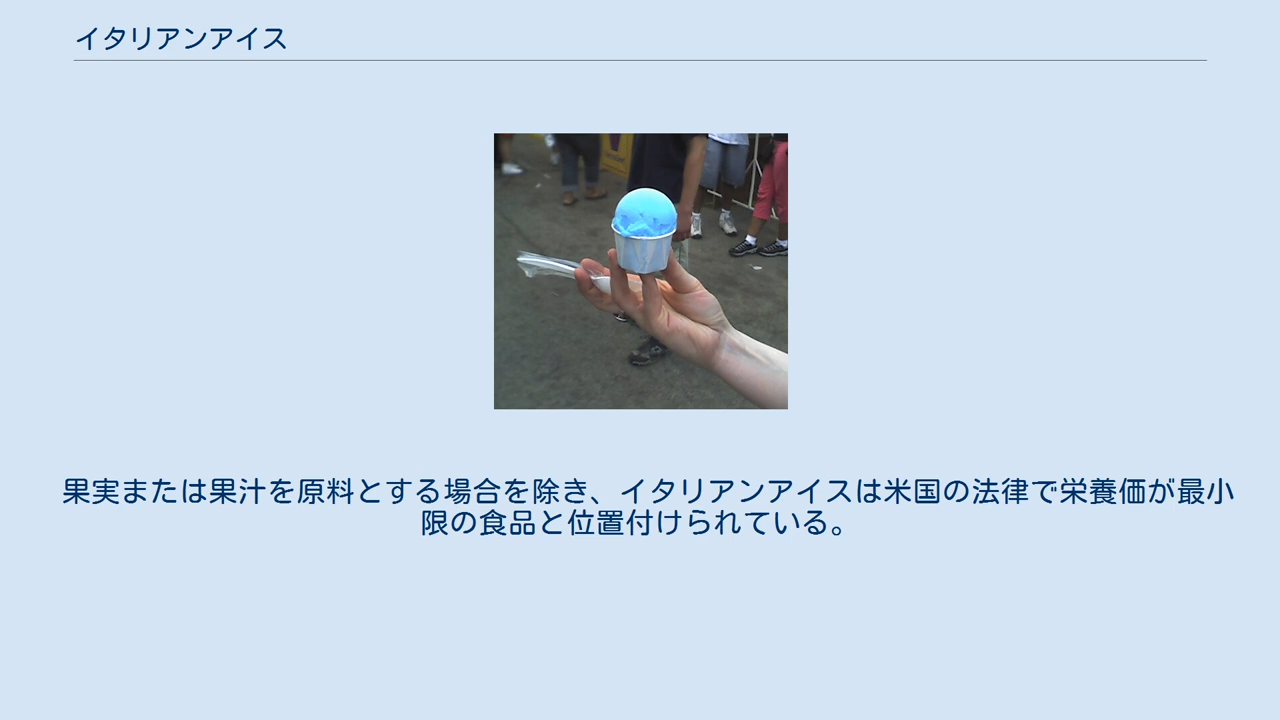 イタリアンアイス
果実または果汁を原料とする場合を除き、イタリアンアイスは米国の法律で栄養価が最小
限の食品と位置付けられている。